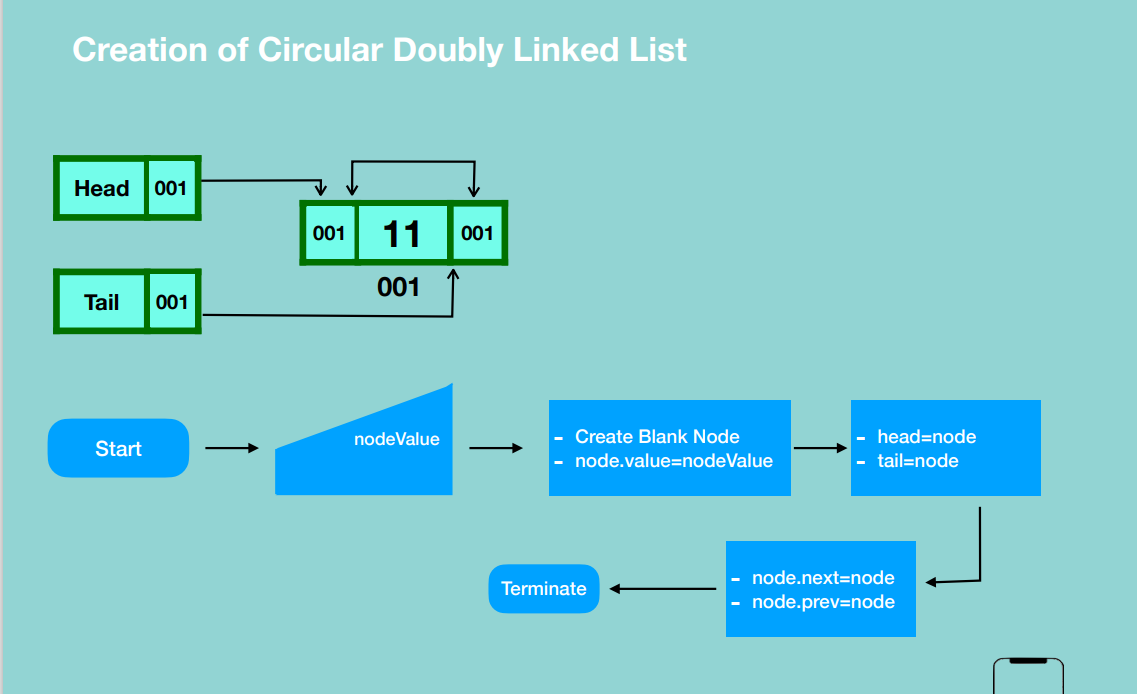 Creation of Circular Doubly Linked List
Head 001
001 11 001
001
Tail 001
Start
nodeValue
- Create Blank Node
- node.value=nodeValue
- head=node
- tail=node
- node.next=node
- node.prev=node
Terminate